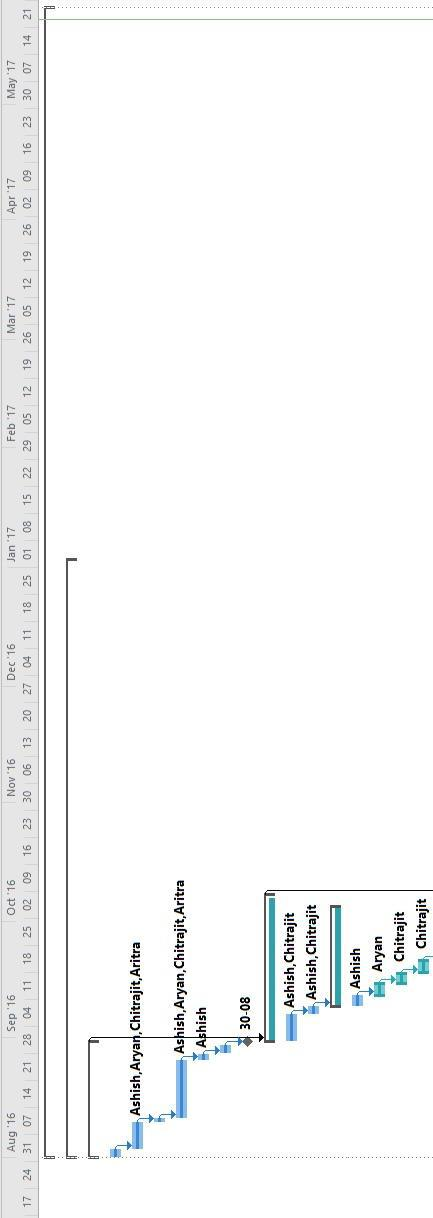 Aug '16 Sep '16 Oct '16 Nov '16 Dec '16 Jan '17 Feb '17 Mar '17 Apr '17 May '17
17 24 31 07 14 21 28 04 11 18 25 02 09 16 23 30 06 13 20 27 04 11 18 25 01 08 15 22 29 05 12 19 26 05 12 19 26 02 09 16 23 30 07 14 21
Ashish,Aryan,Chitrajit,Aritra
Ashish,Aryan,Chitrajit,Aritra
Ashish
30-08
Ashish,Chitrajit
Ashish,Chitrajit
Ashish
Aryan
Chitrajit
Chitrajit